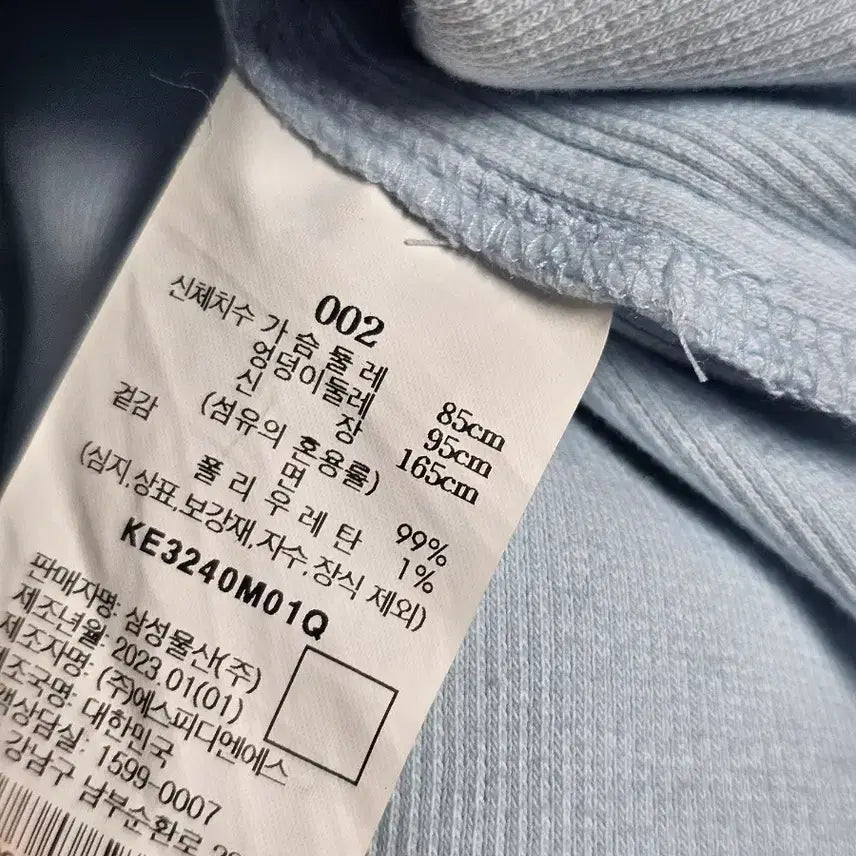 002
신체치수 가 슴 둘 레 85cm
엉덩이둘레 95cm
신 장 165cm
(섬유의 혼용률)
겉감 면 99%
폴 리 우 레 탄 1%
(심지,상표,보강재,자수,장식 제외)
KE3240M01Q
판매자명: 삼성물산(주)
제조년월: 2023.01(01)
제조자명: (주)에스피디엔에스
제조국명: 대한민국
객상담실: 1599-0007
강남구 남부순환로